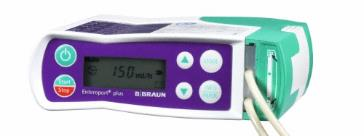 150 ml/h
Start
Stop
Enteroport® plus
B|BRAUN